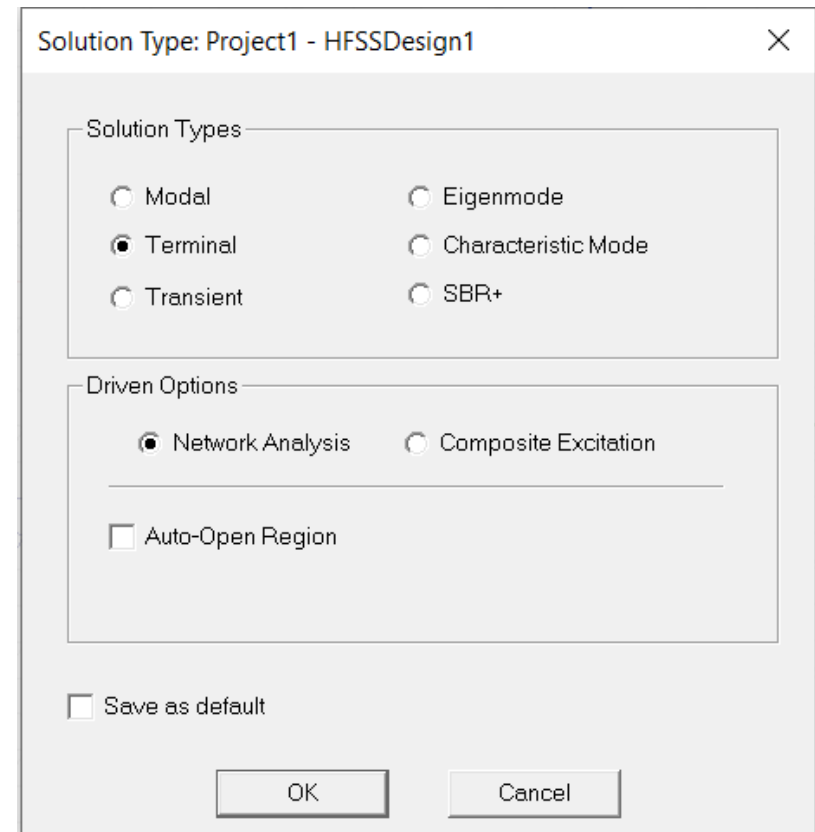 Solution Type: Project1 - HFSSDesign1
Solution Types
Modal
Eigenmode
Terminal
Characteristic Mode
Transient
SBR+
Driven Options
Network Analysis
Composite Excitation
Auto-Open Region
Save as default
OK
Cancel